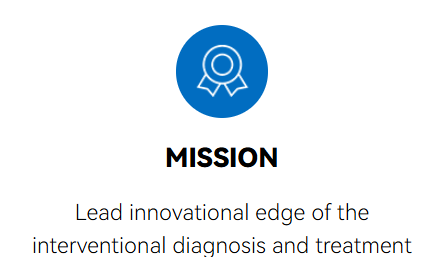 MISSION
Lead innovational edge of the
interventional diagnosis and treatment